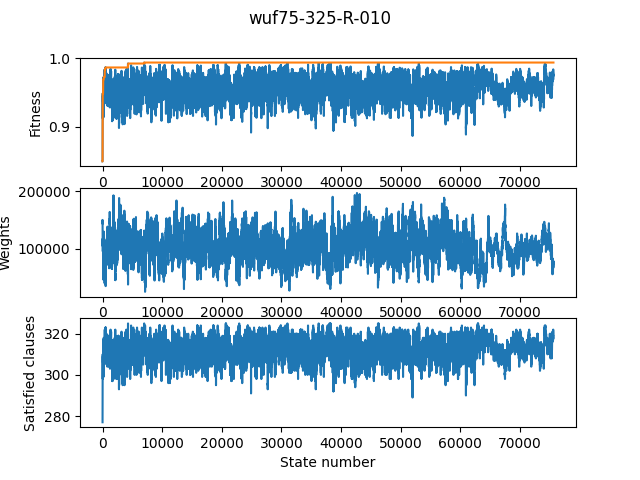 wuf75-325-R-010
1.0
0.9
Fitness
0 10000 20000 30000 40000 50000 60000 70000
200000
100000
Weights
0 10000 20000 30000 40000 50000 60000 70000
320
300
280
Satisfied clauses
0 10000 20000 30000 40000 50000 60000 70000
State number